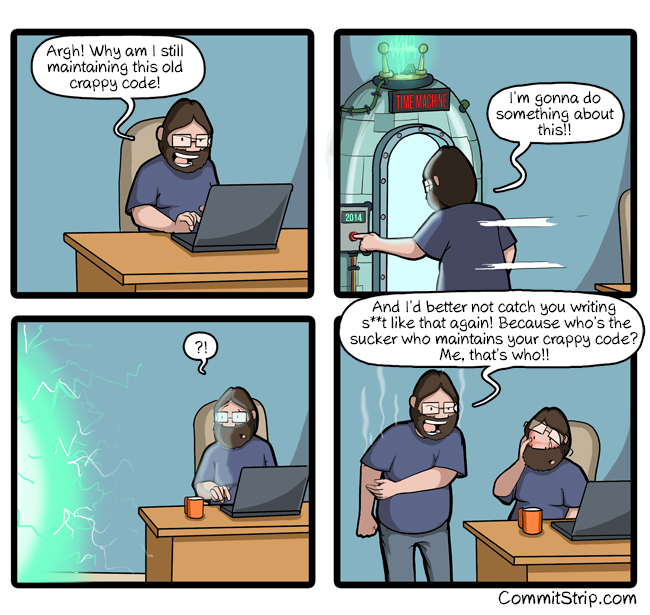 Argh! Why am I still
maintaining this old
crappy code!
TIME MACHINE
I'm gonna do
something about
this!!
2014
?!
And I'd better not catch you writing
s**t like that again! Because who's the
sucker who maintains your crappy code?
Me, that's who!!
CommitStrip.com